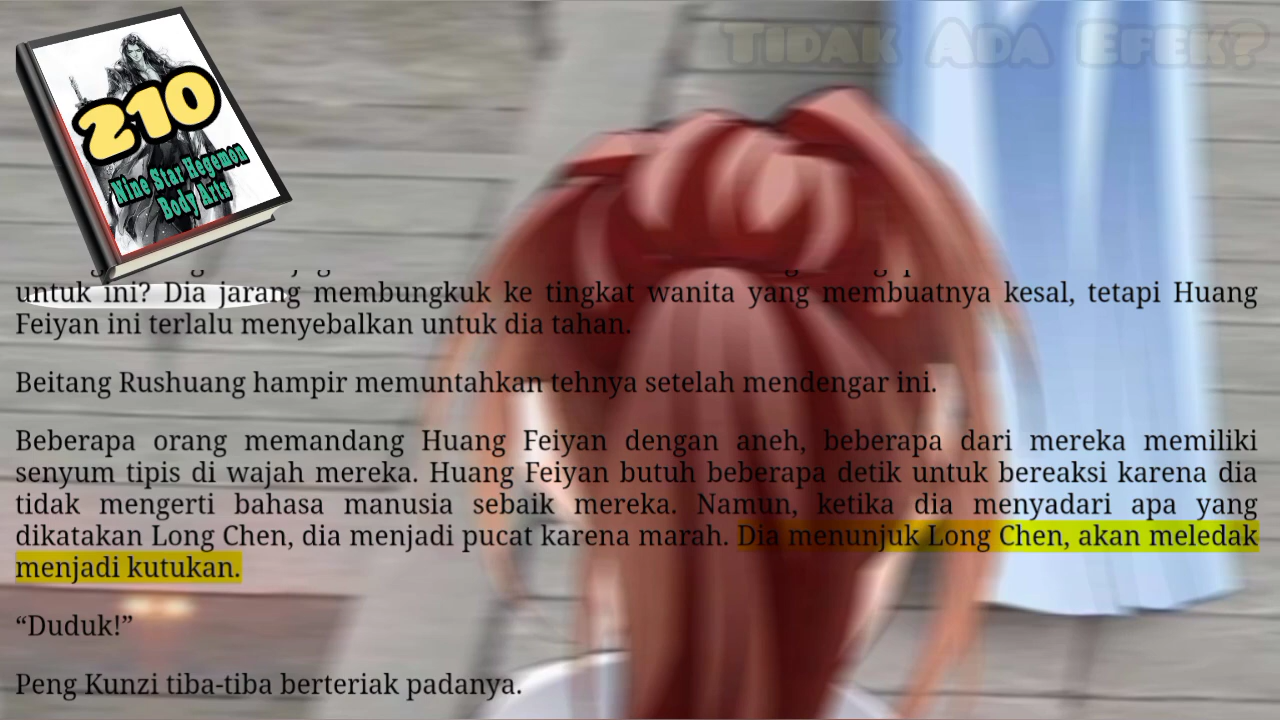 Tidak Ada Efek?
210
Nine Star Hegemon
Body Arts
untuk ini? Dia jarang membungkuk ke tingkat wanita yang membuatnya kesal, tetapi Huang
Feiyan ini terlalu menyebalkan untuk dia tahan.
Beitang Rushuang hampir memuntahkan tehnya setelah mendengar ini.
Beberapa orang memandang Huang Feiyan dengan aneh, beberapa dari mereka memiliki
senyum tipis di wajah mereka. Huang Feiyan butuh beberapa detik untuk bereaksi karena dia
tidak mengerti bahasa manusia sebaik mereka. Namun, ketika dia menyadari apa yang
dikatakan Long Chen, dia menjadi pucat karena marah. Dia menunjuk Long Chen, akan meledak
menjadi kutukan.
“Duduk!”
Peng Kunzi tiba-tiba berteriak padanya.